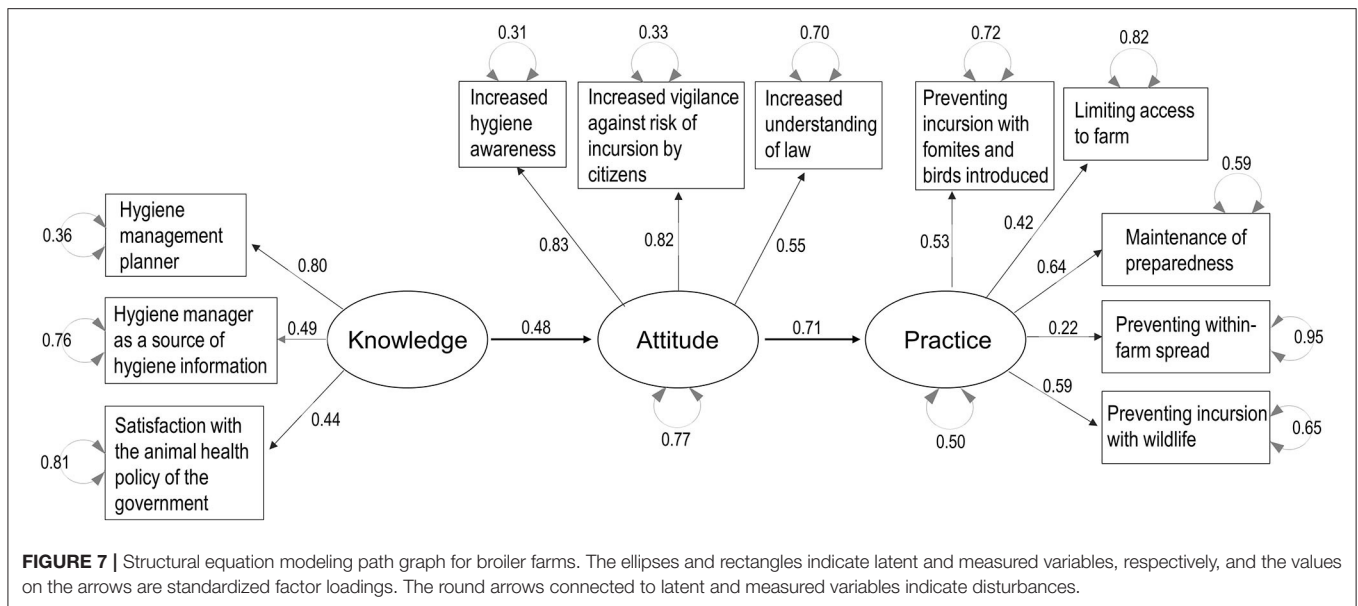 0.31
0.33
0.70
0.72
0.82
Increased
hygiene
awareness
Increased vigilance
against risk of
incursion by
citizens
Increased
understanding
of law
Preventing
incursion with
fomites and
birds introduced
Limiting access
to farm
0.59
0.83
0.82
0.55
0.53
0.42
0.64
0.22
0.59
Maintenance of
preparedness
Preventing within-
farm spread
0.95
Preventing incursion
with wildlife
0.65
0.36
Hygiene
management
planner
0.80
0.76
Hygiene manager
as a source of
hygiene information
0.49
0.81
Satisfaction with
the animal health
policy of the
government
0.44
Knowledge
0.48
Attitude
0.71
Practice
0.77
0.50
FIGURE 7 | Structural equation modeling path graph for broiler farms. The ellipses and rectangles indicate latent and measured variables, respectively, and the values
on the arrows are standardized factor loadings. The round arrows connected to latent and measured variables indicate disturbances.